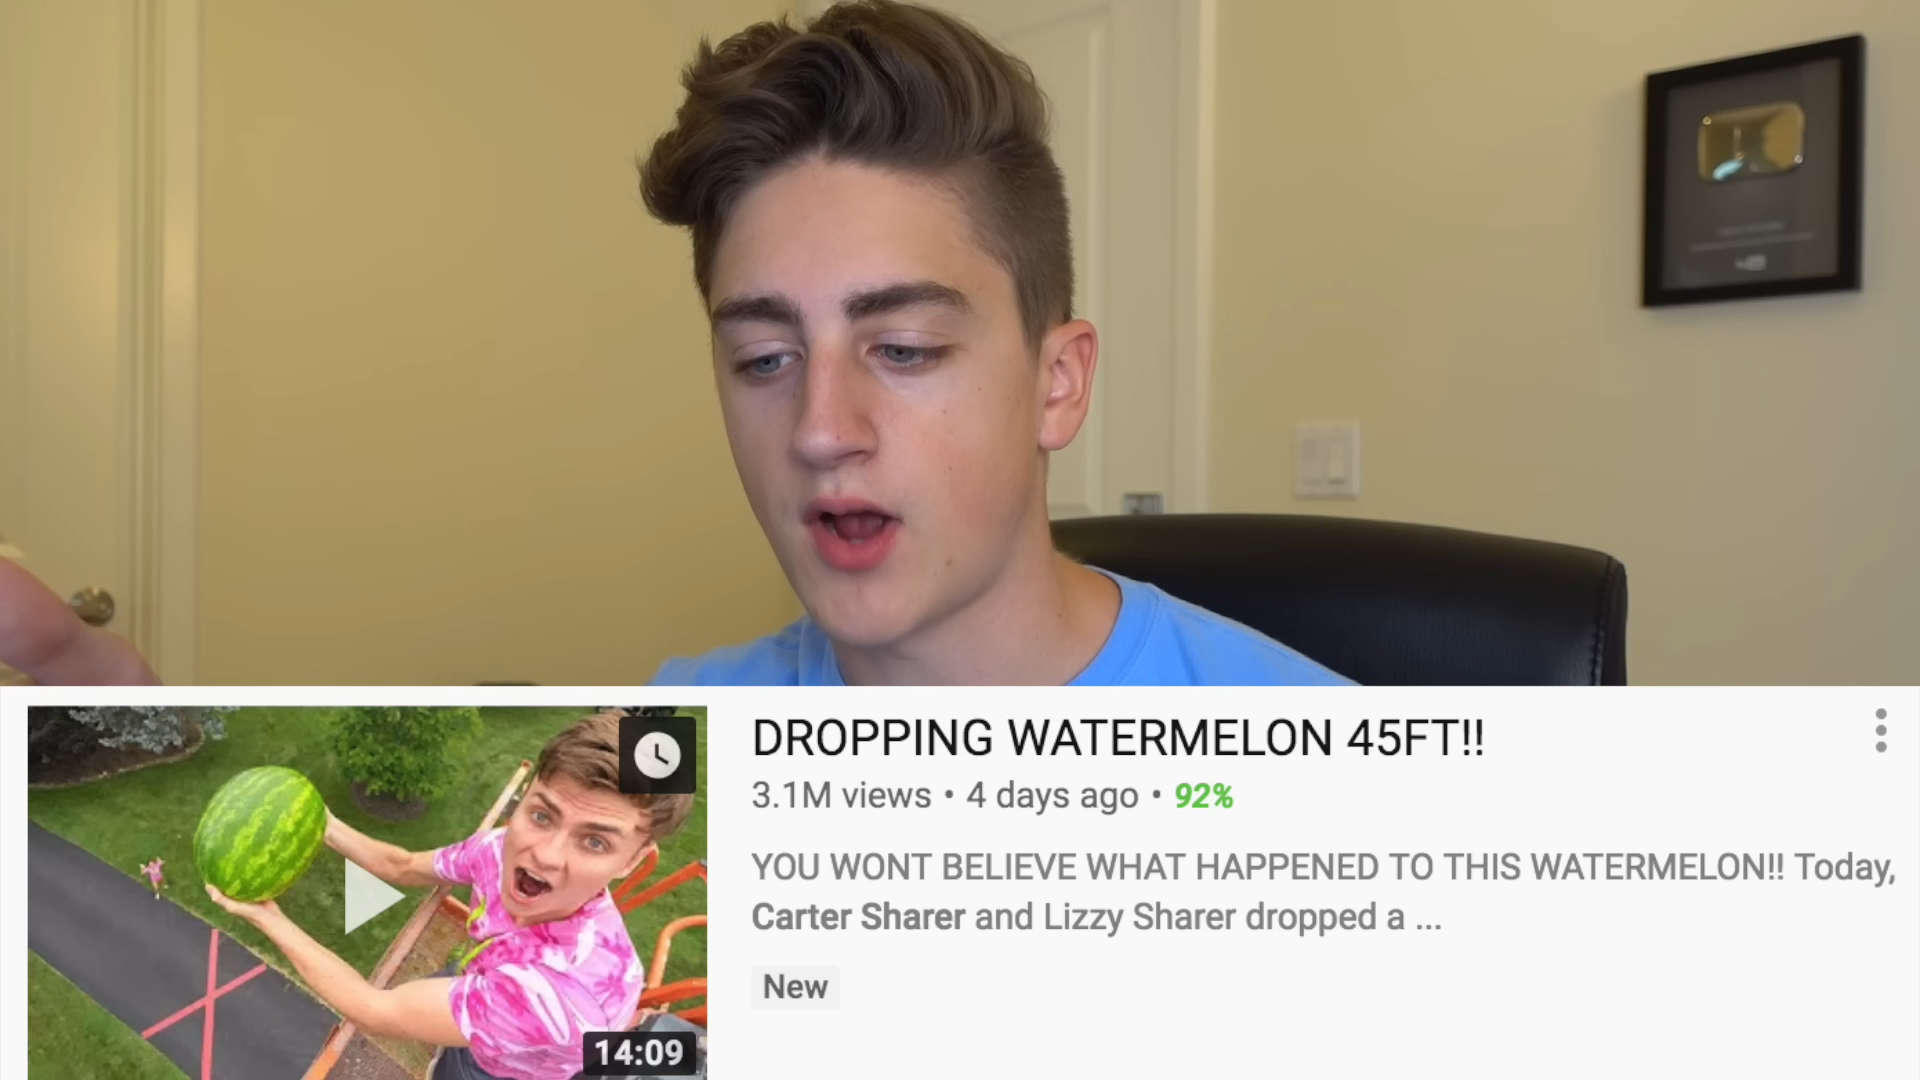 DROPPING WATERMELON 45FT!!
3.1M views • 4 days ago • 92%
YOU WONT BELIEVE WHAT HAPPENED TO THIS WATERMELON!! Today,
Carter Sharer and Lizzy Sharer dropped a ...
New
14:09